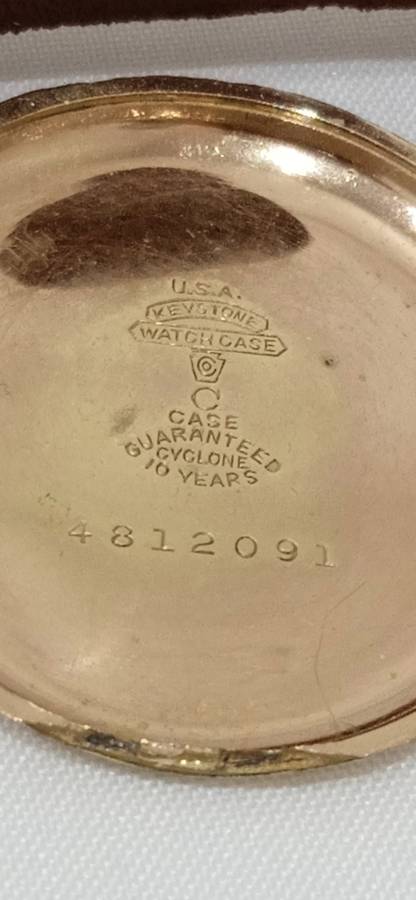 U.S.A.
KEYSTONE
WATCH CASE
C
CASE
GUARANTEED
CYCLONE
10 YEARS
4812091